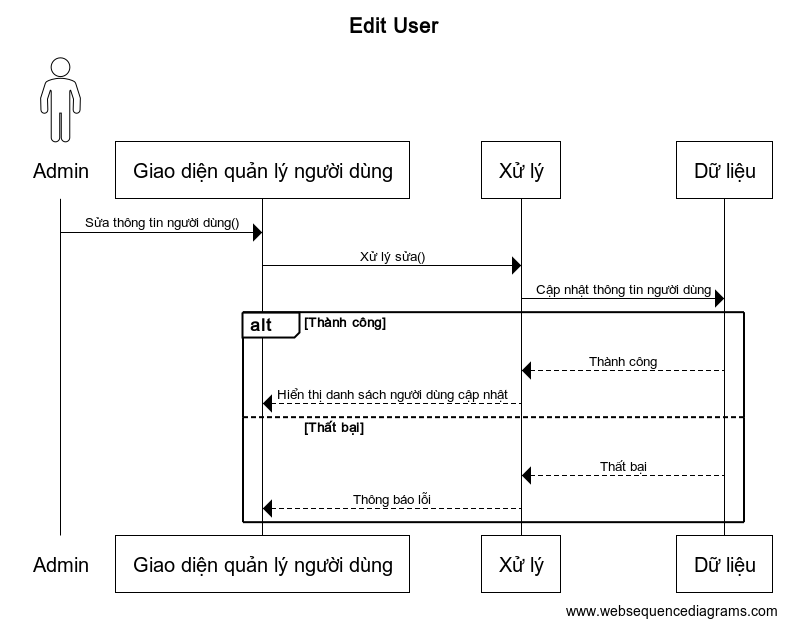 Edit User
Admin
Giao diện quản lý người dùng
Xử lý
Dữ liệu
Sửa thông tin người dùng()
Xử lý sửa()
Cập nhật thông tin người dùng
alt
[Thành công]
Thành công
Hiển thị danh sách người dùng cập nhật
[Thất bại]
Thất bại
Thông báo lỗi
Admin
Giao diện quản lý người dùng
Xử lý
Dữ liệu
www.websequencediagrams.com